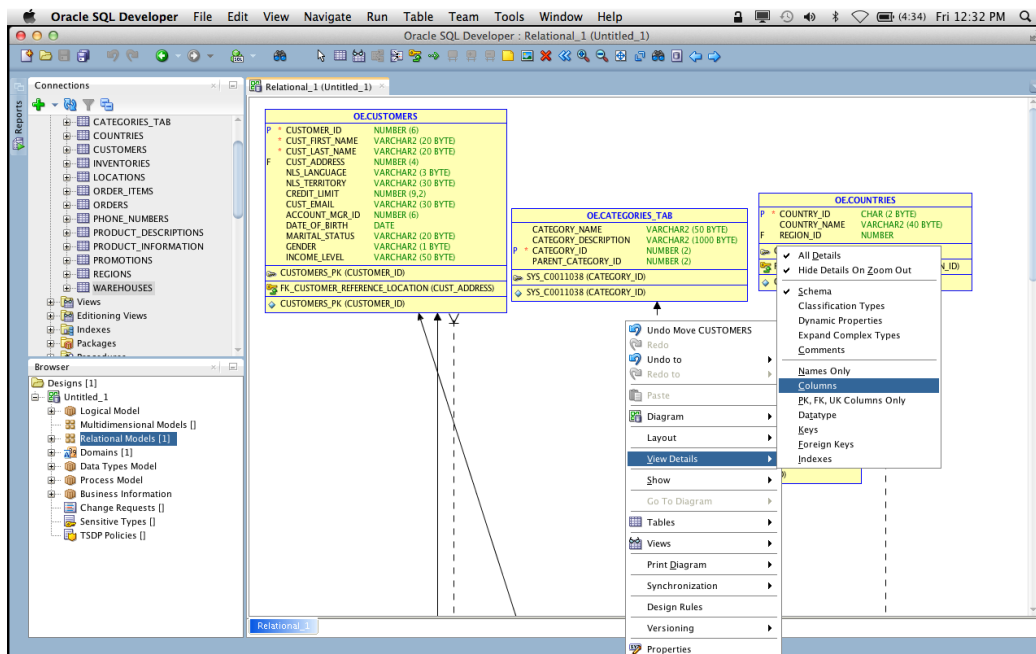 Oracle SQL Developer File Edit View Navigate Run Table Team Tools Window Help (4:34) Fri 12:32 PM
Oracle SQL Developer : Relational_1 (Untitled_1)
Reports
Connections
CATEGORIES_TAB
COUNTRIES
CUSTOMERS
INVENTORIES
LOCATIONS
ORDER_ITEMS
ORDERS
PHONE_NUMBERS
PRODUCT_DESCRIPTIONS
PRODUCT_INFORMATION
PROMOTIONS
REGIONS
WAREHOUSES
Views
Editioning Views
Indexes
Packages
Procedures
Browser
Designs [1]
Untitled_1
Logical Model
Multidimensional Models []
Relational Models [1]
Domains [1]
Data Types Model
Process Model
Business Information
Change Requests []
Sensitive Types []
TSDP Policies []
Relational_1 (Untitled_1)
OE.CUSTOMERS
P * CUSTOMER_ID NUMBER (6)
* CUST_FIRST_NAME VARCHAR2 (20 BYTE)
* CUST_LAST_NAME VARCHAR2 (20 BYTE)
F CUST_ADDRESS NUMBER (4)
NLS_LANGUAGE VARCHAR2 (3 BYTE)
NLS_TERRITORY VARCHAR2 (30 BYTE)
CREDIT_LIMIT NUMBER (9,2)
CUST_EMAIL VARCHAR2 (30 BYTE)
ACCOUNT_MGR_ID NUMBER (6)
DATE_OF_BIRTH DATE
MARITAL_STATUS VARCHAR2 (20 BYTE)
GENDER VARCHAR2 (1 BYTE)
INCOME_LEVEL VARCHAR2 (50 BYTE)
CUSTOMERS_PK (CUSTOMER_ID)
FK_CUSTOMER_REFERENCE_LOCATION (CUST_ADDRESS)
CUSTOMERS_PK (CUSTOMER_ID)
OE.CATEGORIES_TAB
CATEGORY_NAME VARCHAR2 (50 BYTE)
CATEGORY_DESCRIPTION VARCHAR2 (1000 BYTE)
P * CATEGORY_ID NUMBER (2)
PARENT_CATEGORY_ID NUMBER (2)
SYS_C0011038 (CATEGORY_ID)
SYS_C0011038 (CATEGORY_ID)
OE.COUNTRIES
P * COUNTRY_ID CHAR (2 BYTE)
COUNTRY_NAME VARCHAR2 (40 BYTE)
F REGION_ID NUMBER
Undo Move CUSTOMERS
Redo
Undo to
Redo to
Paste
Diagram
Layout
View Details
Show
Go To Diagram
Tables
Views
Print Diagram
Synchronization
Design Rules
Versioning
Properties
All Details
Hide Details On Zoom Out
Schema
Classification Types
Dynamic Properties
Expand Complex Types
Comments
Names Only
Columns
PK, FK, UK Columns Only
Datatype
Keys
Foreign Keys
Indexes
Relational_1